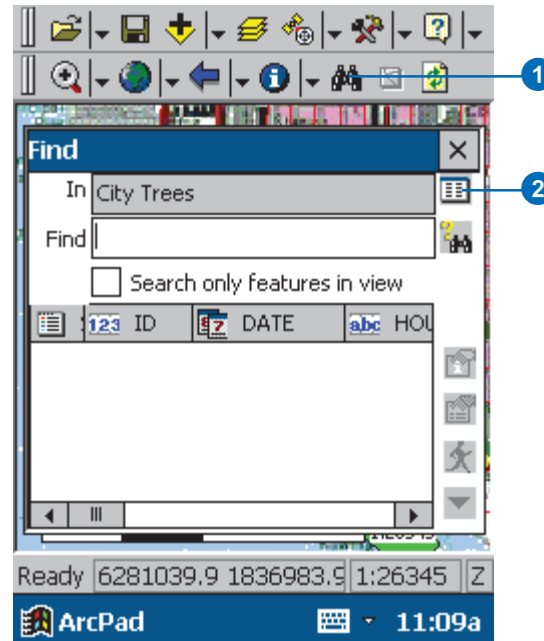 1
Find
In City Trees
2
Find
Search only features in view
123 ID DATE abc HOU
Ready 6281039.9 1836983.9 1:26345 Z
ArcPad 11:09a